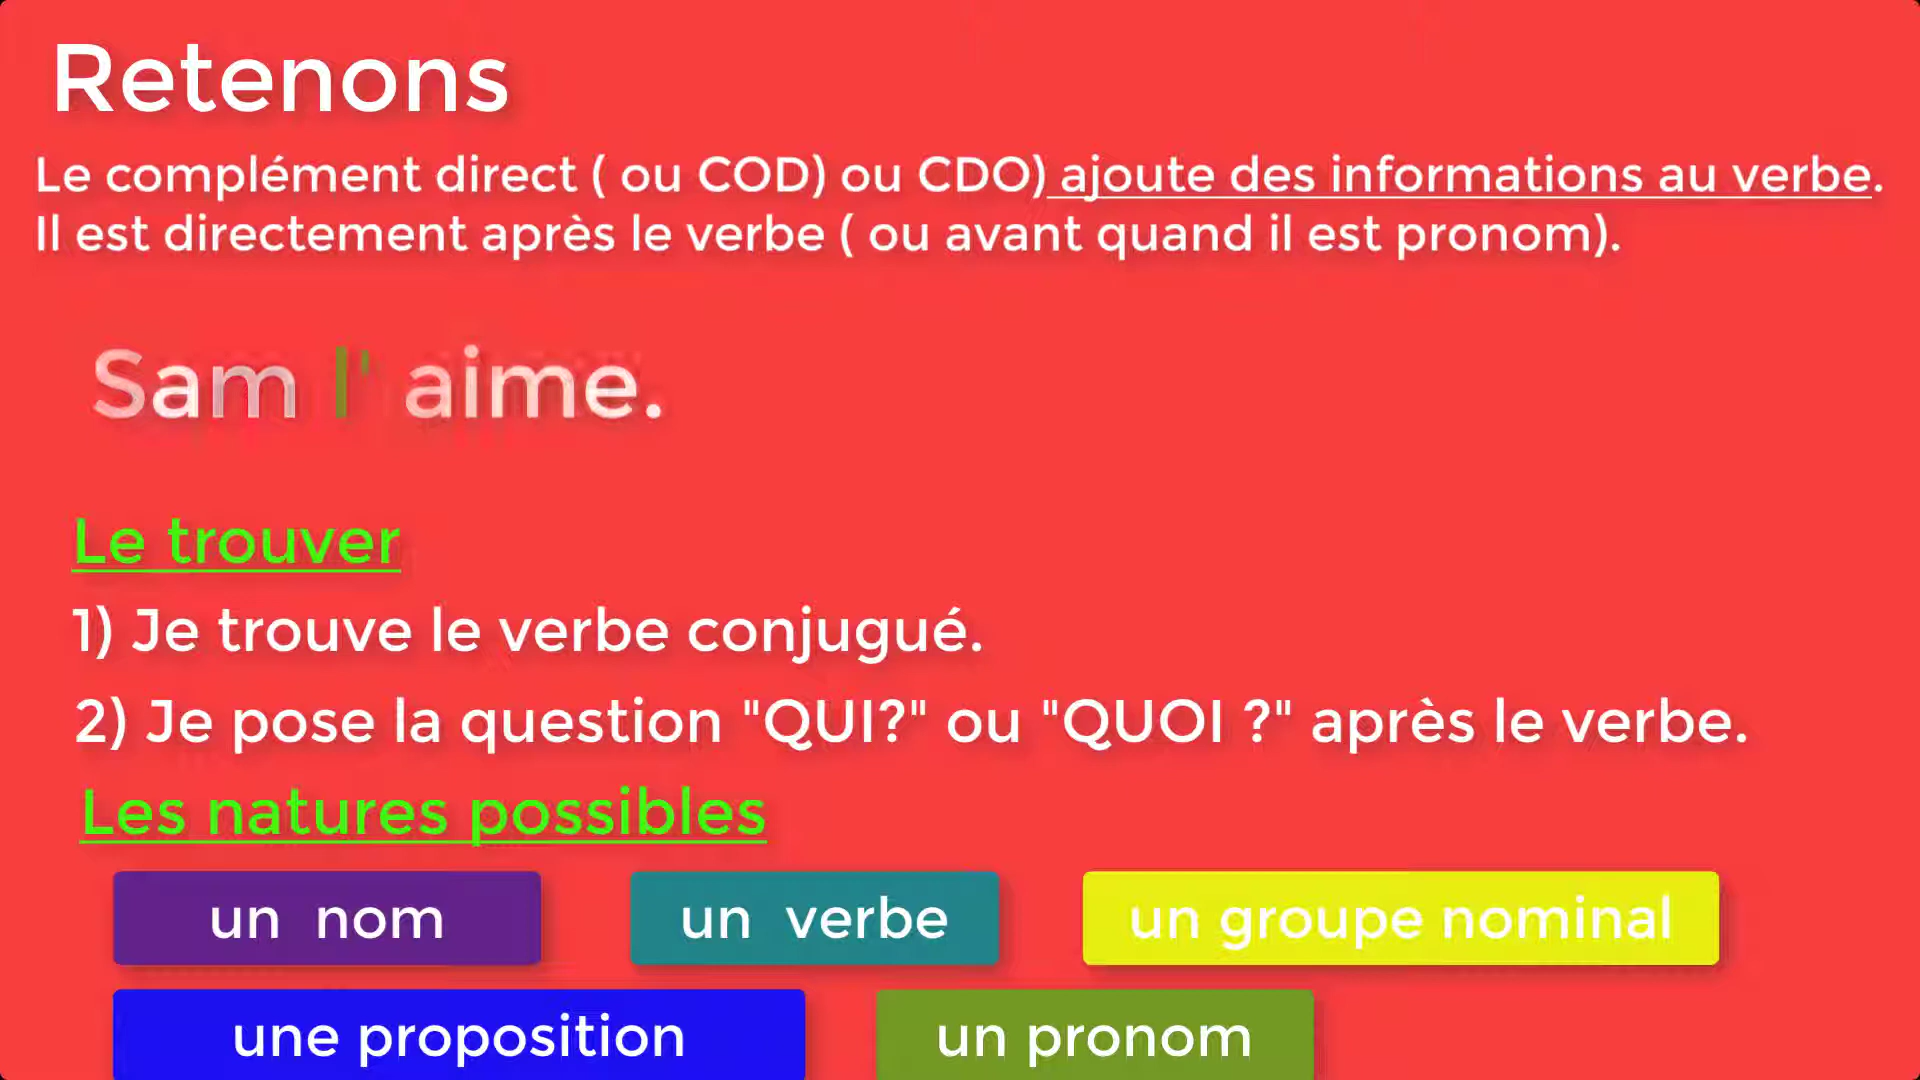 Retenons
Le complément direct ( ou COD) ou CDO) ajoute des informations au verbe.
Il est directement après le verbe ( ou avant quand il est pronom).
Sam l' aime.
Le trouver
1) Je trouve le verbe conjugué.
2) Je pose la question "QUI?" ou "QUOI ?" après le verbe.
Les natures possibles
un nom
un verbe
un groupe nominal
une proposition
un pronom